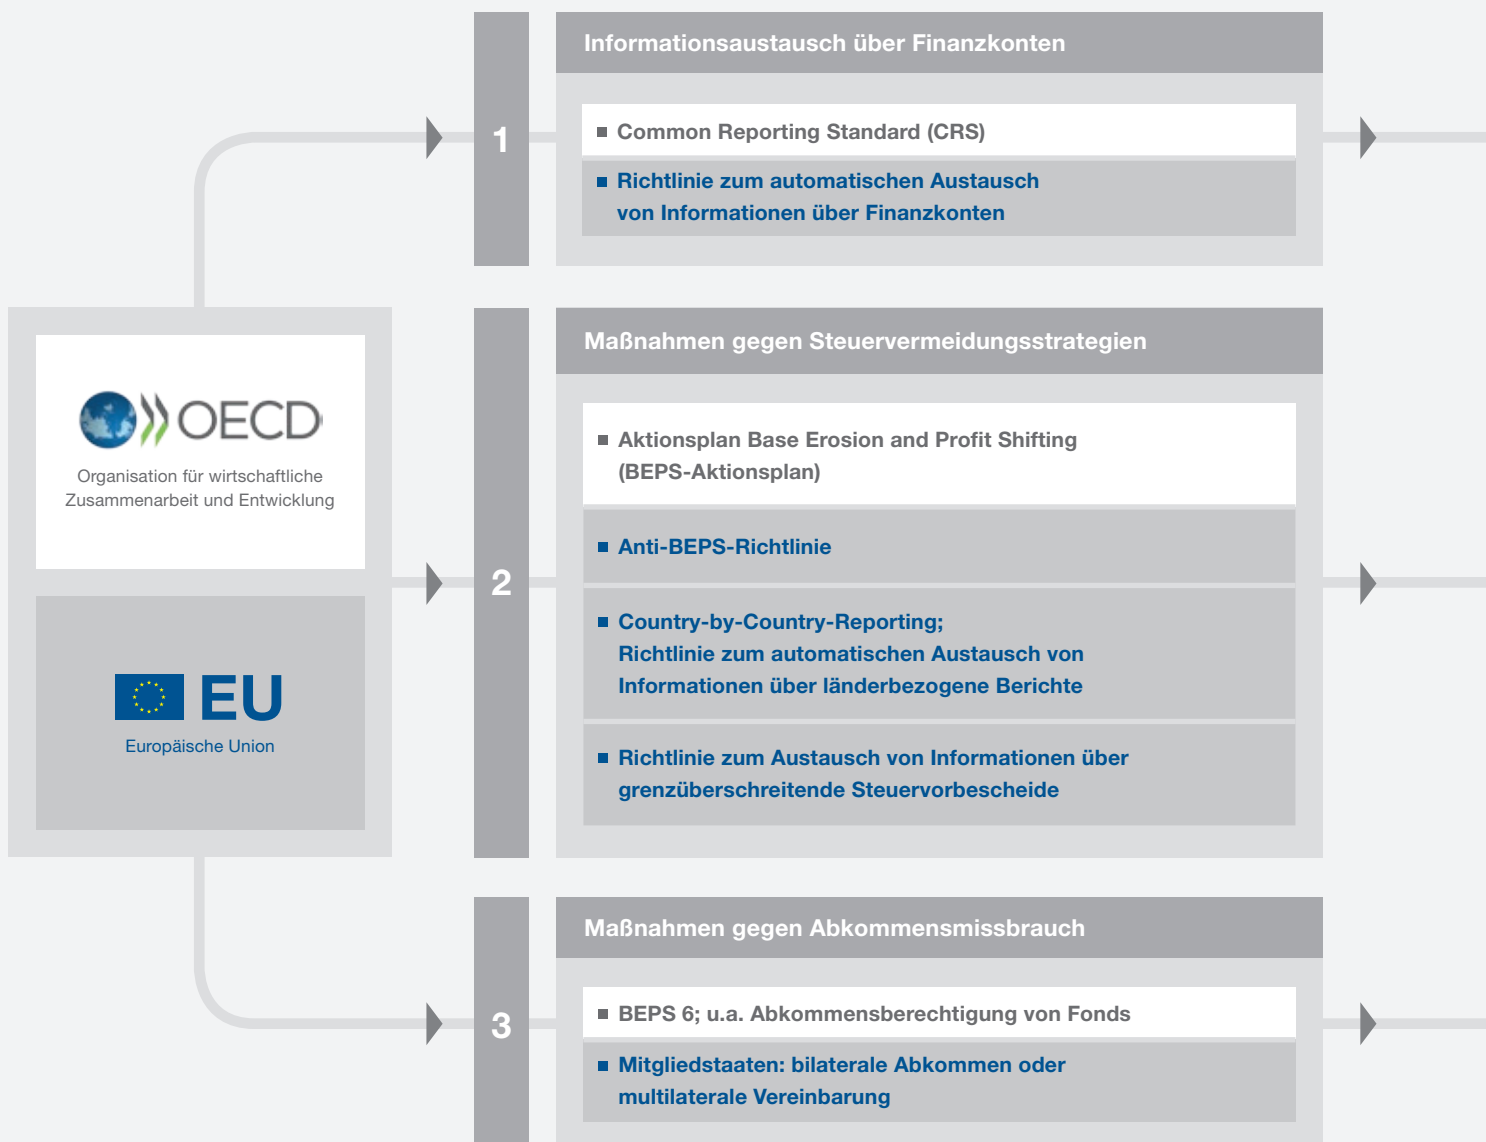 Informationsaustausch über Finanzkonten
1
■ Common Reporting Standard (CRS)
■ Richtlinie zum automatischen Austausch
von Informationen über Finanzkonten
OECD
Organisation für wirtschaftliche
Zusammenarbeit und Entwicklung
EU
Europäische Union
2
Maßnahmen gegen Steuervermeidungsstrategien
■ Aktionsplan Base Erosion and Profit Shifting
(BEPS-Aktionsplan)
■ Anti-BEPS-Richtlinie
■ Country-by-Country-Reporting;
Richtlinie zum automatischen Austausch von
Informationen über länderbezogene Berichte
■ Richtlinie zum Austausch von Informationen über
grenzüberschreitende Steuervorbescheide
3
Maßnahmen gegen Abkommensmissbrauch
■ BEPS 6; u.a. Abkommensberechtigung von Fonds
■ Mitgliedstaaten: bilaterale Abkommen oder
multilaterale Vereinbarung